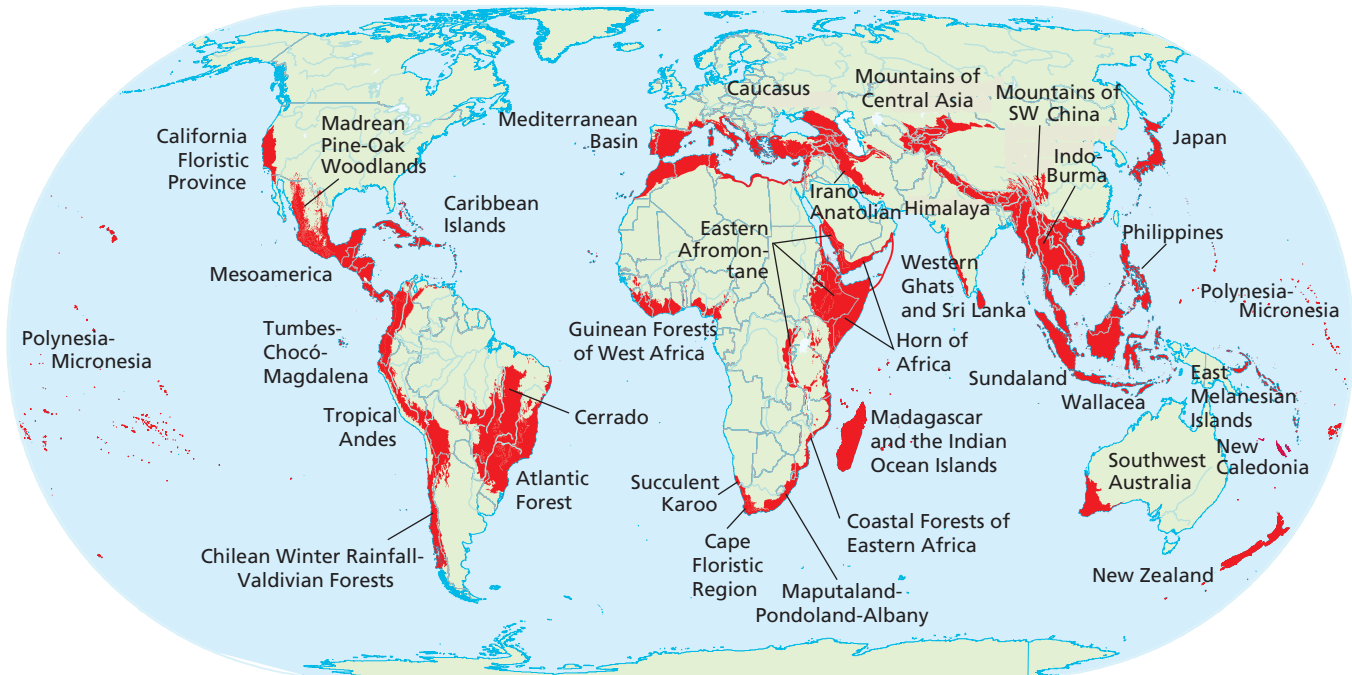 Caucasus
Mountains of
Central Asia
Mountains of
SW China
Mediterranean
Basin
California
Floristic
Province
Madrean
Pine-Oak
Woodlands
Japan
Indo-
Burma
Irano-
Anatolian
Himalaya
Caribbean
Islands
Eastern
Afromon-
tane
Philippines
Mesoamerica
Western
Ghats
and Sri Lanka
Polynesia-
Micronesia
Polynesia-
Micronesia
Tumbes-
Chocó-
Magdalena
Guinean Forests
of West Africa
Horn of
Africa
Sundaland
Wallacea
East
Melanesian
Islands
Tropical
Andes
Cerrado
Madagascar
and the Indian
Ocean Islands
New
Caledonia
Southwest
Australia
Atlantic
Forest
Succulent
Karoo
Coastal Forests of
Eastern Africa
Cape
Floristic
Region
Chilean Winter Rainfall-
Valdivian Forests
Maputaland-
Pondoland-Albany
New Zealand